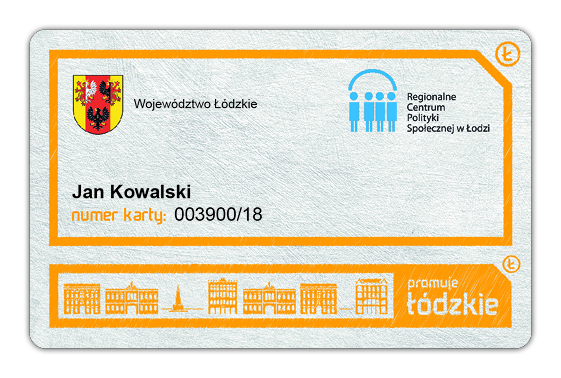 Ł
Województwo Łódzkie
Regionalne
Centrum
Polityki
Społecznej w Łodzi
Jan Kowalski
numer karty: 003900/18
Ł
promuje
łódzkie